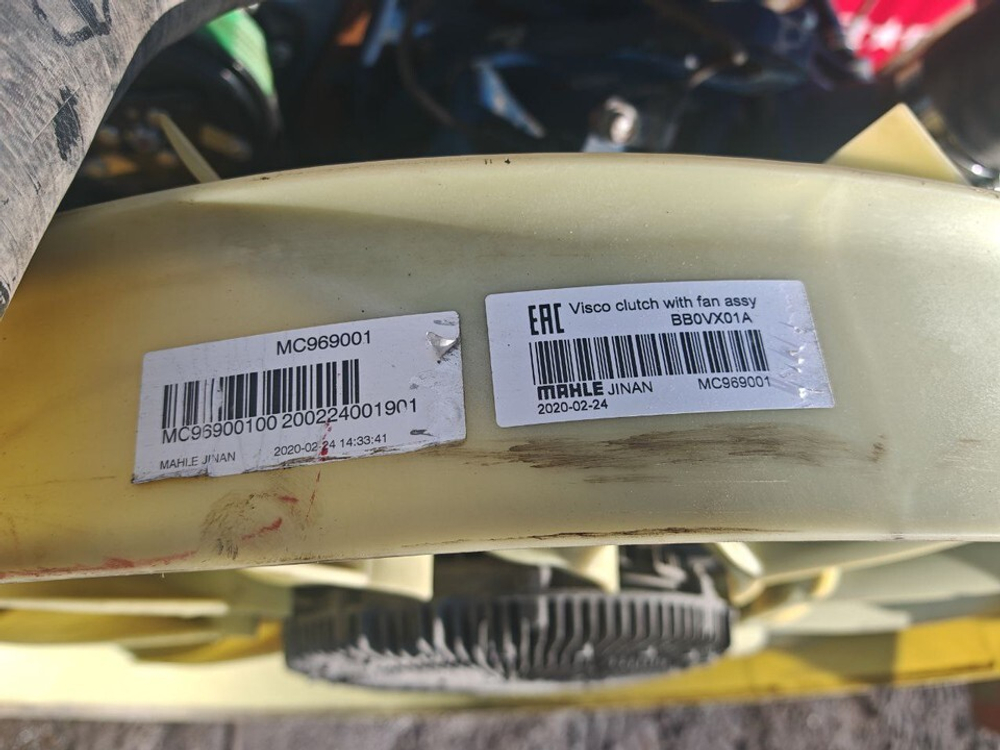 MC969001
MC96900100 200224001901
2020-02-24 14:33:41
MAHLE JINAN
EAC Visco clutch with fan assy
BB0VX01A
MAHLE JINAN MC969001
2020-02-24